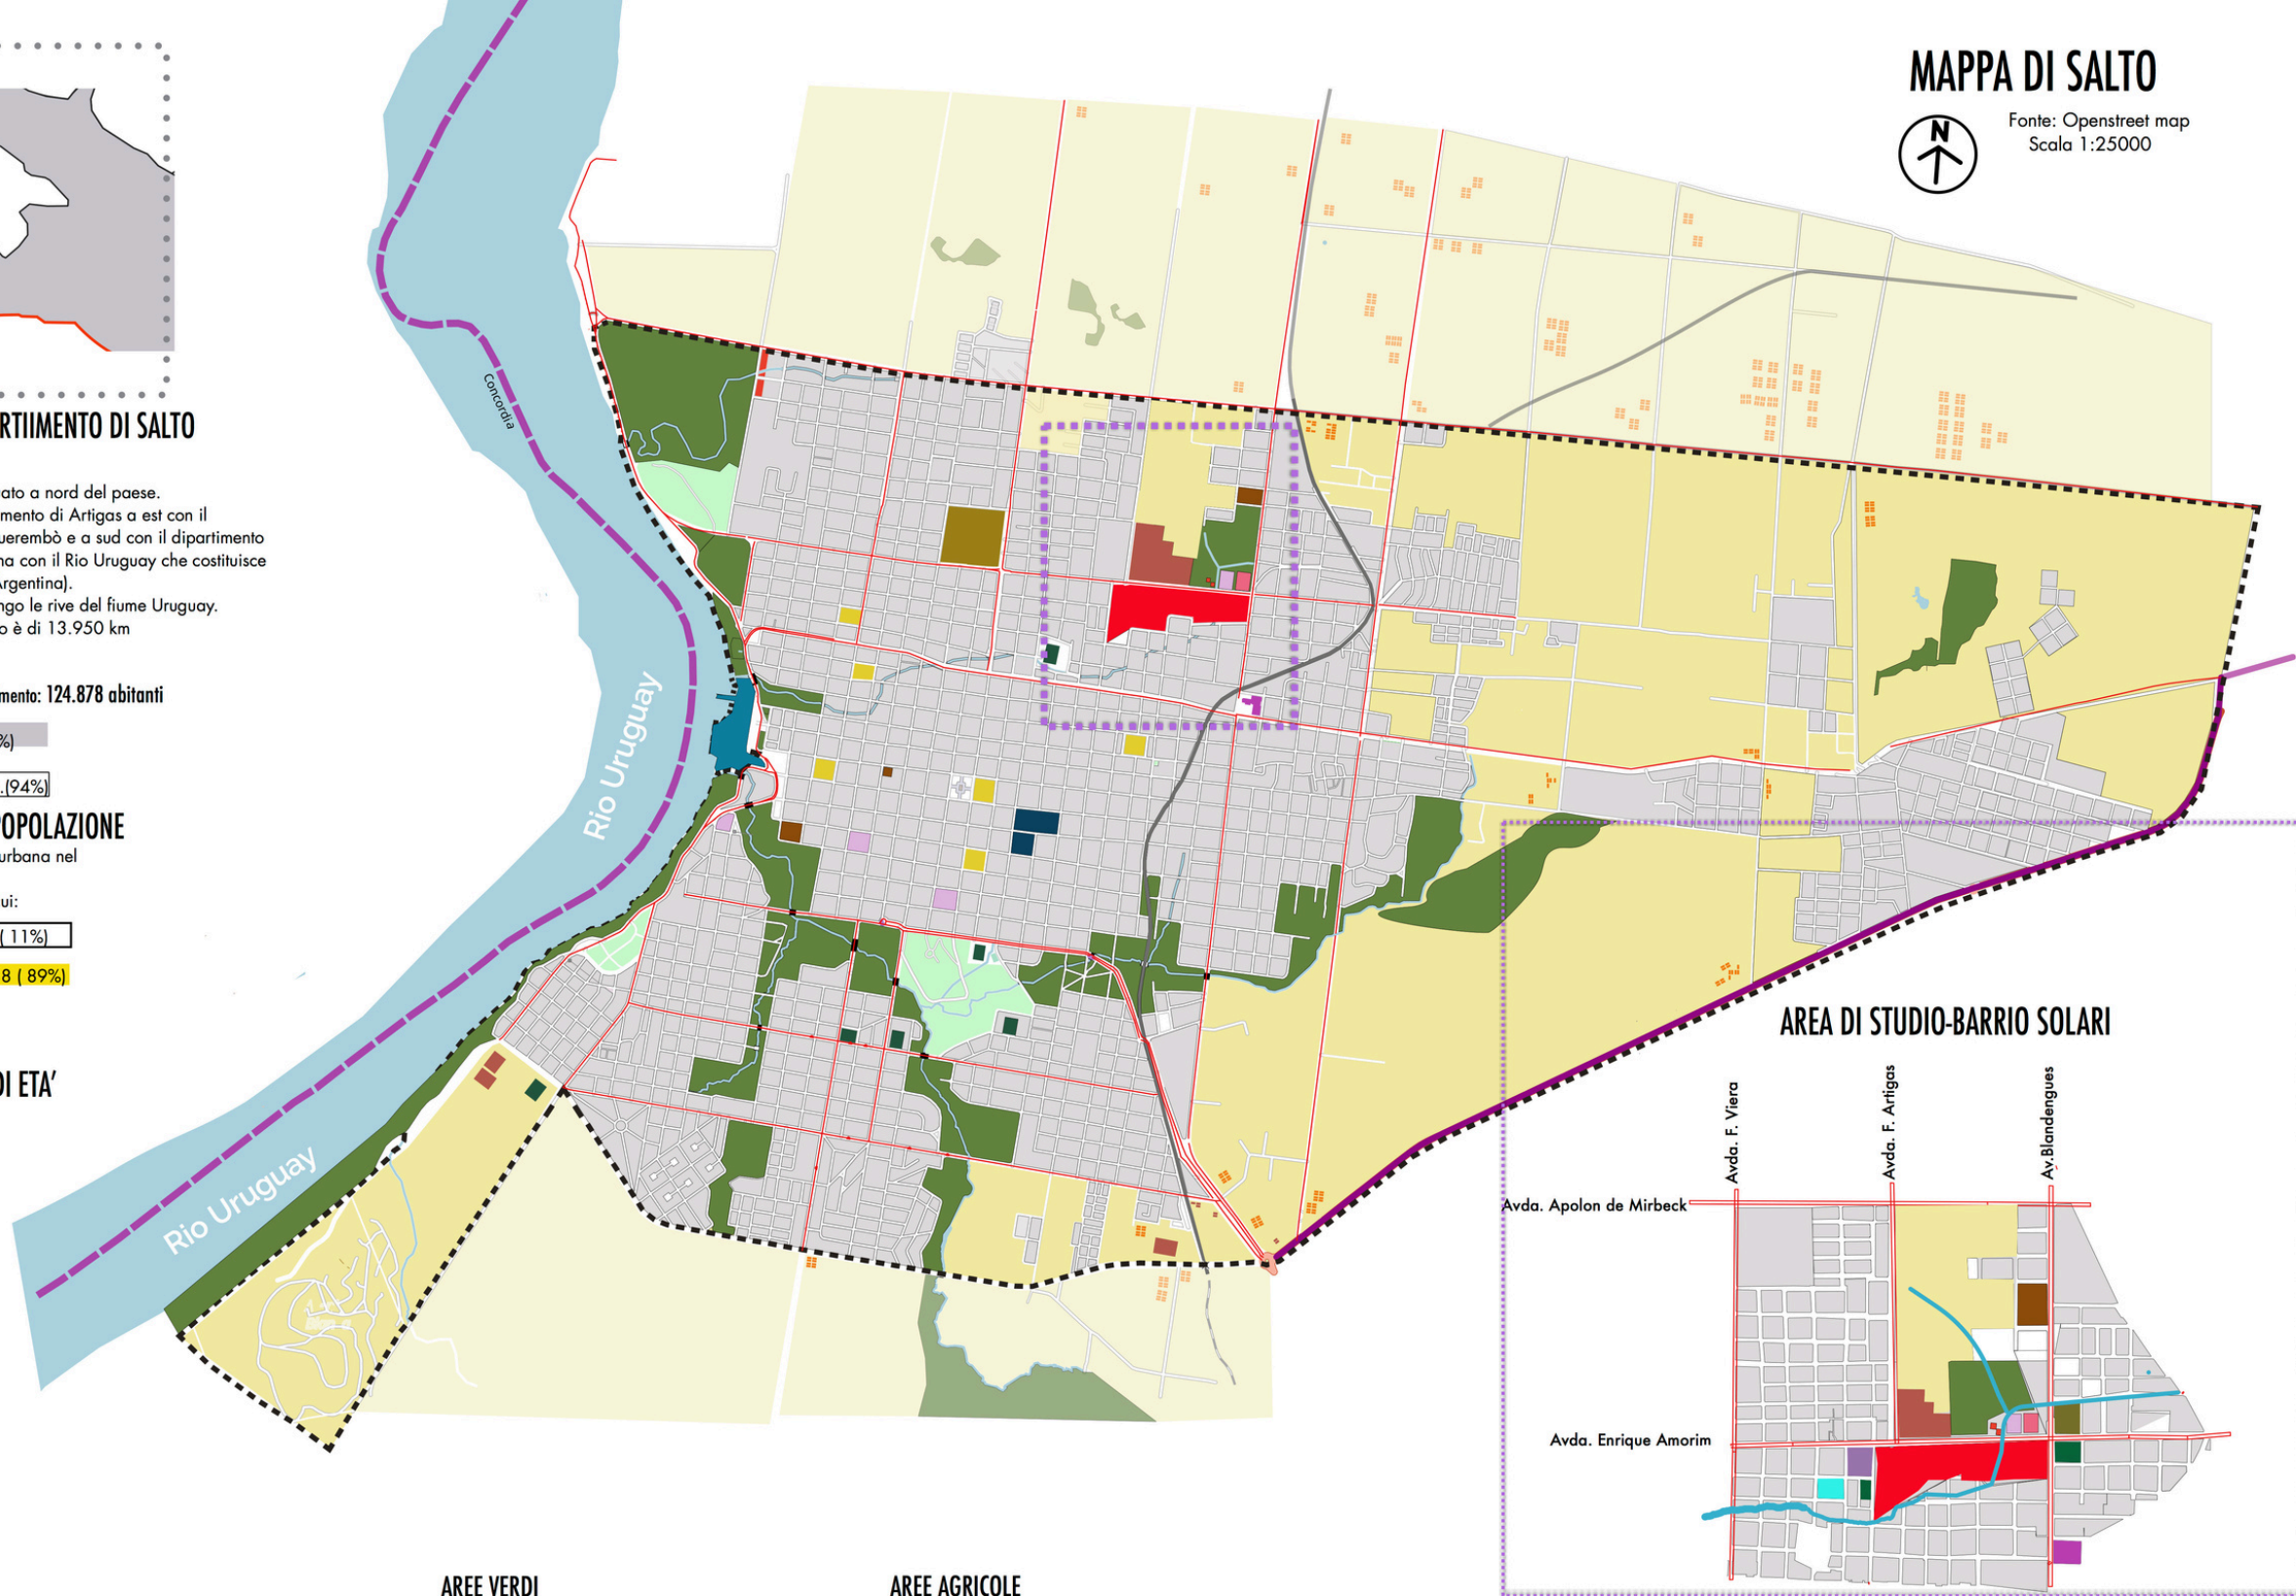 MAPPA DI SALTO
N
Fonte: Openstreet map
Scala 1:25000
Concordia
RTIIMENTO DI SALTO
ato a nord del paese.
mento di Artigas a est con il
uerembò e a sud con il dipartimento
na con il Rio Uruguay che costituisce
Argentina).
ngo le rive del fiume Uruguay.
o è di 13.950 km
mento: 124.878 abitanti
%)
.(94%)
OPOLAZIONE
urbana nel
ui:
( 11%)
8 ( 89%)
DI ETA'
Rio Uruguay
Rio Uruguay
AREA DI STUDIO-BARRIO SOLARI
Avda. F. Viera
Avda. F. Artigas
Av.Blandengues
Avda. Apolon de Mirbeck
Avda. Enrique Amorim
AREE VERDI
AREE AGRICOLE